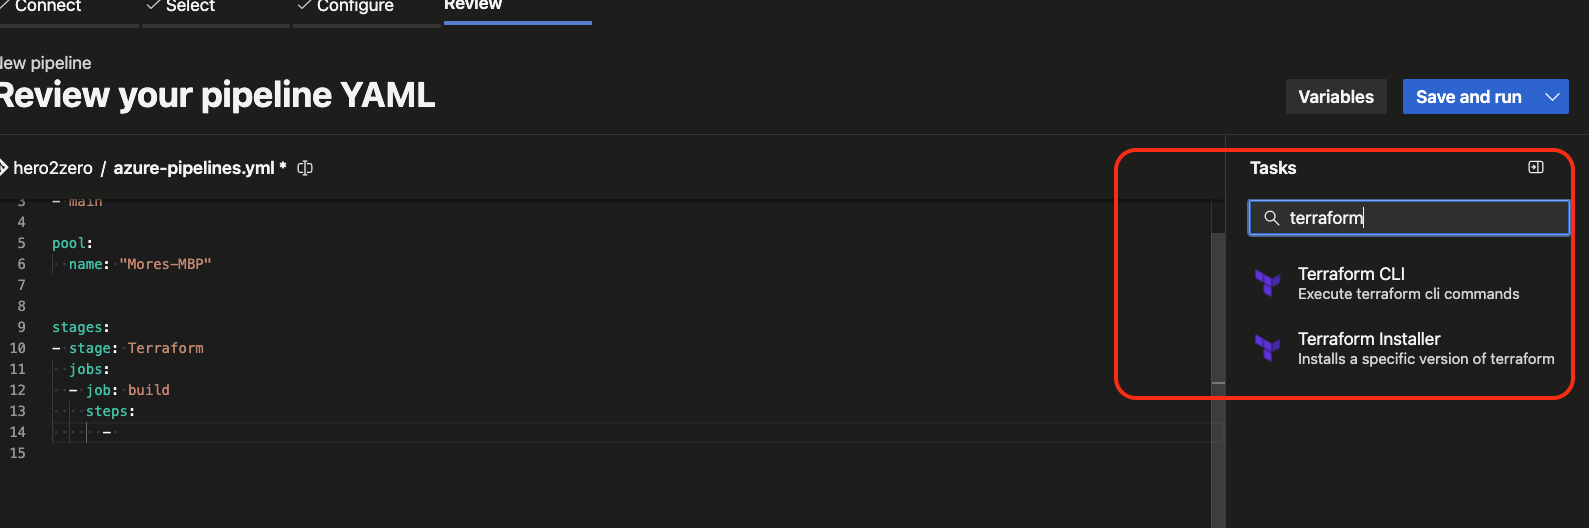 Connect
Select
Configure
Review
New pipeline
Review your pipeline YAML
Variables
Save and run
hero2zero / azure-pipelines.yml *
Tasks
terraform
Terraform CLI
Execute terraform cli commands
Terraform Installer
Installs a specific version of terraform
3 - main
4
5 pool:
6 name: "Mores-MBP"
7
8
9 stages:
10 - stage: Terraform
11 jobs:
12 - job: build
13 steps:
14 -
15